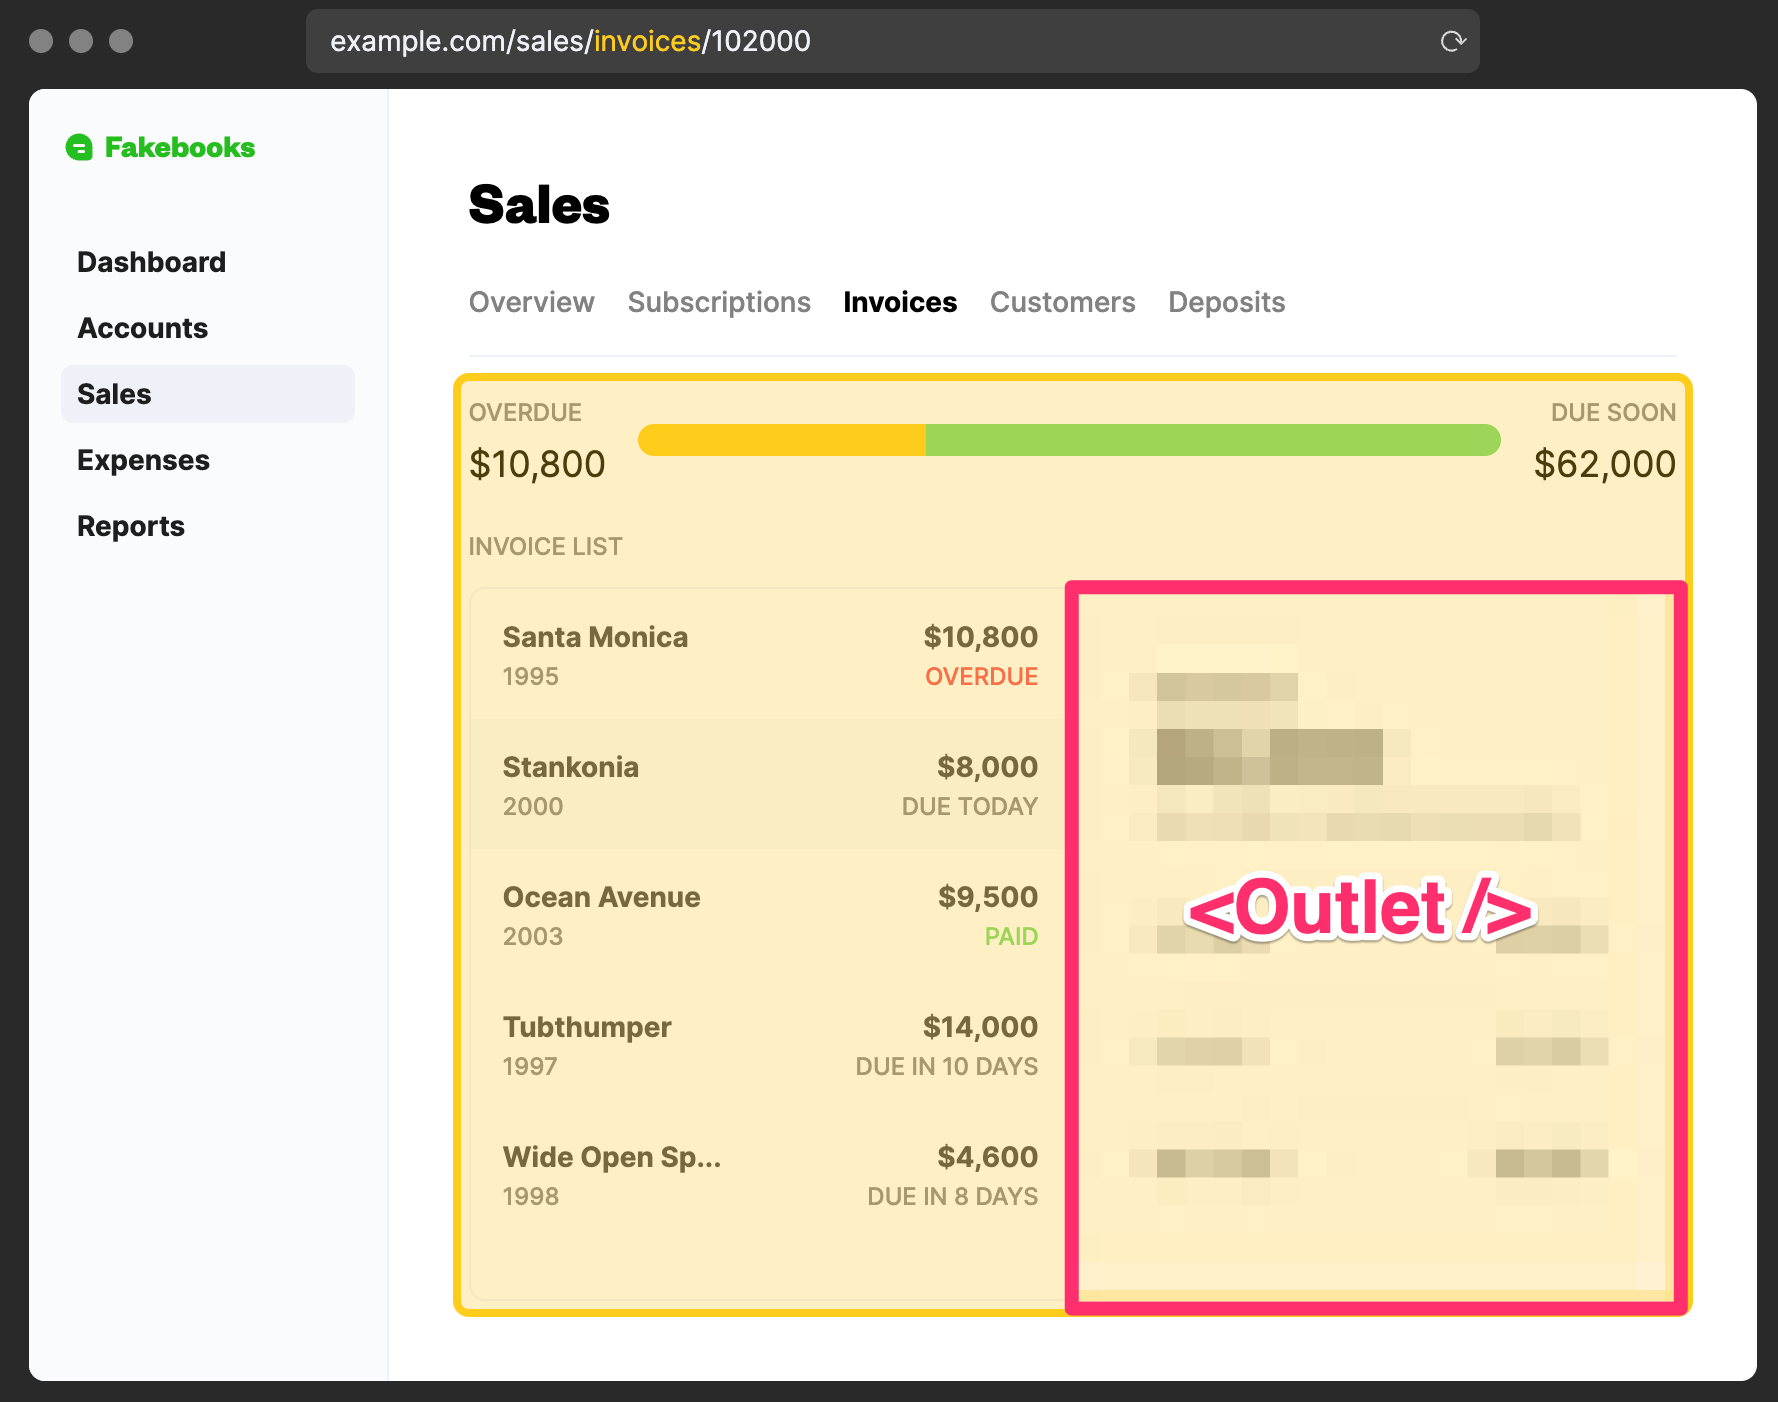 example.com/sales/invoices/102000
Fakebooks
Dashboard
Accounts
Sales
Expenses
Reports
Sales
Overview Subscriptions Invoices Customers Deposits
OVERDUE DUE SOON
$10,800 $62,000
INVOICE LIST
Santa Monica $10,800
1995 OVERDUE
Stankonia $8,000
2000 DUE TODAY
Ocean Avenue $9,500
2003 PAID
Tubthumper $14,000
1997 DUE IN 10 DAYS
Wide Open Sp... $4,600
1998 DUE IN 8 DAYS
<Outlet />